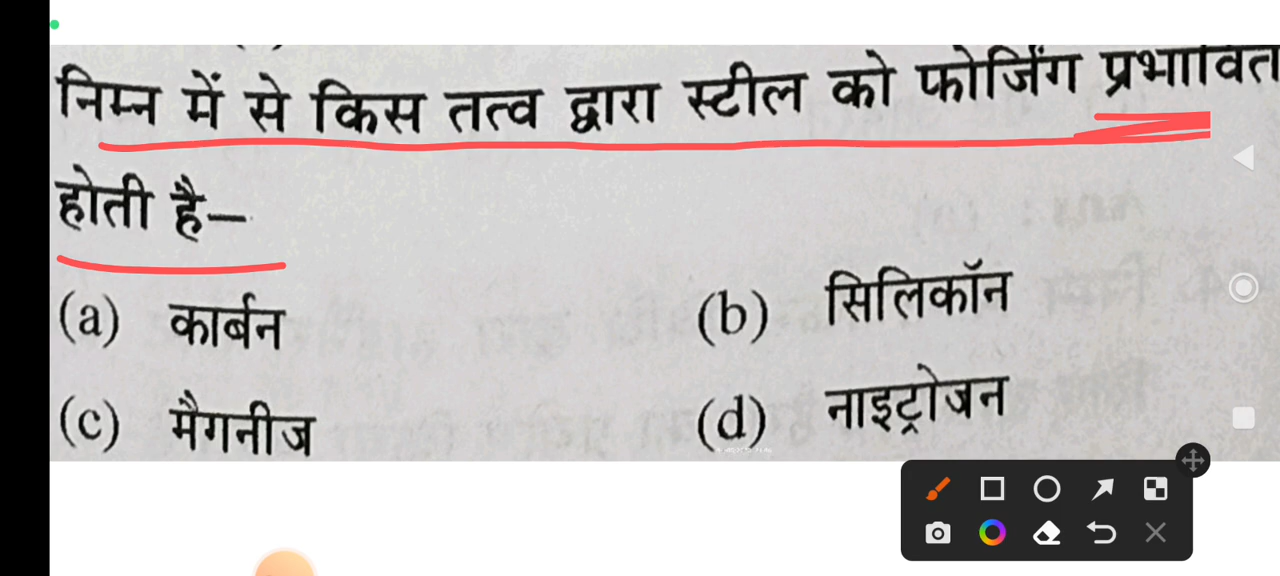 निम्न में से किस तत्व द्वारा स्टील को फोर्जिंग प्रभावित
होती है–
(a) कार्बन (b) सिलिकॉन
(c) मैगनीज (d) नाइट्रोजन